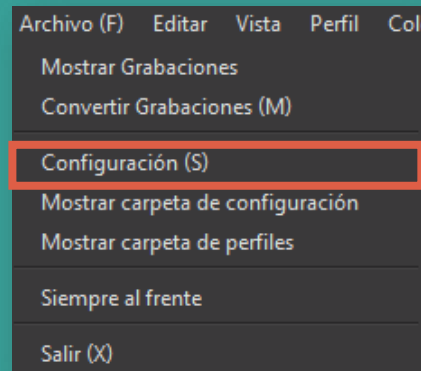 Archivo (F) Editar Vista Perfil Col
Mostrar Grabaciones
Convertir Grabaciones (M)
Configuración (S)
Mostrar carpeta de configuración
Mostrar carpeta de perfiles
Siempre al frente
Salir (X)